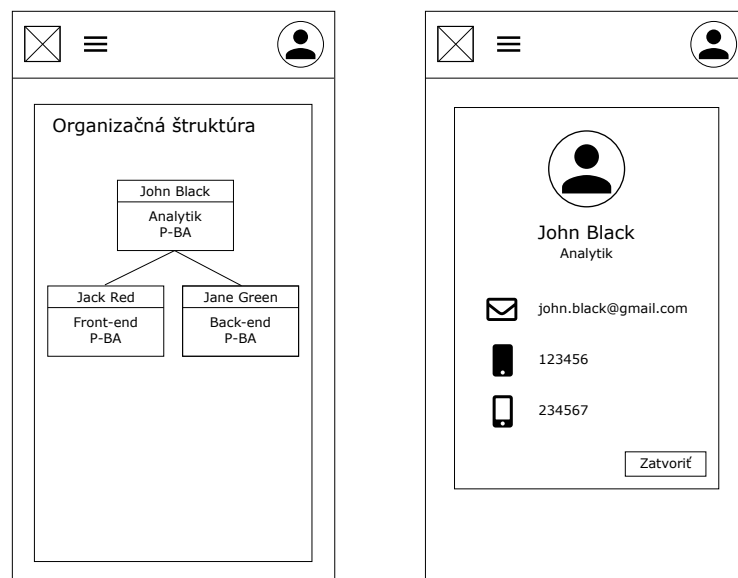 Organizačná štruktúra
John Black
Analytik
P-BA
Jack Red
Front-end
P-BA
Jane Green
Back-end
P-BA
John Black
Analytik
john.black@gmail.com
123456
234567
Zatvoriť